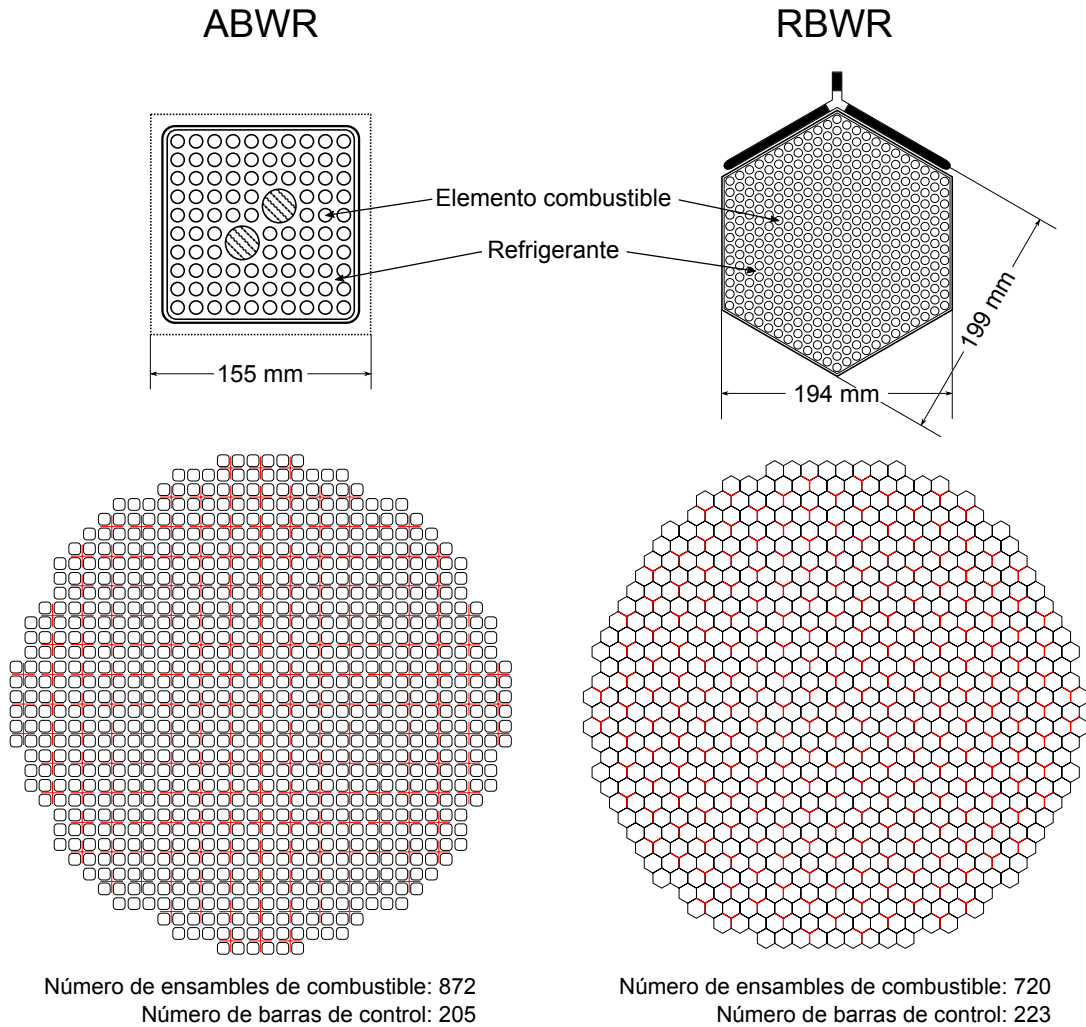 ABWR
RBWR
Elemento combustible
Refrigerante
155 mm
194 mm
199 mm
Número de ensambles de combustible: 872
Número de barras de control: 205
Número de ensambles de combustible: 720
Número de barras de control: 223